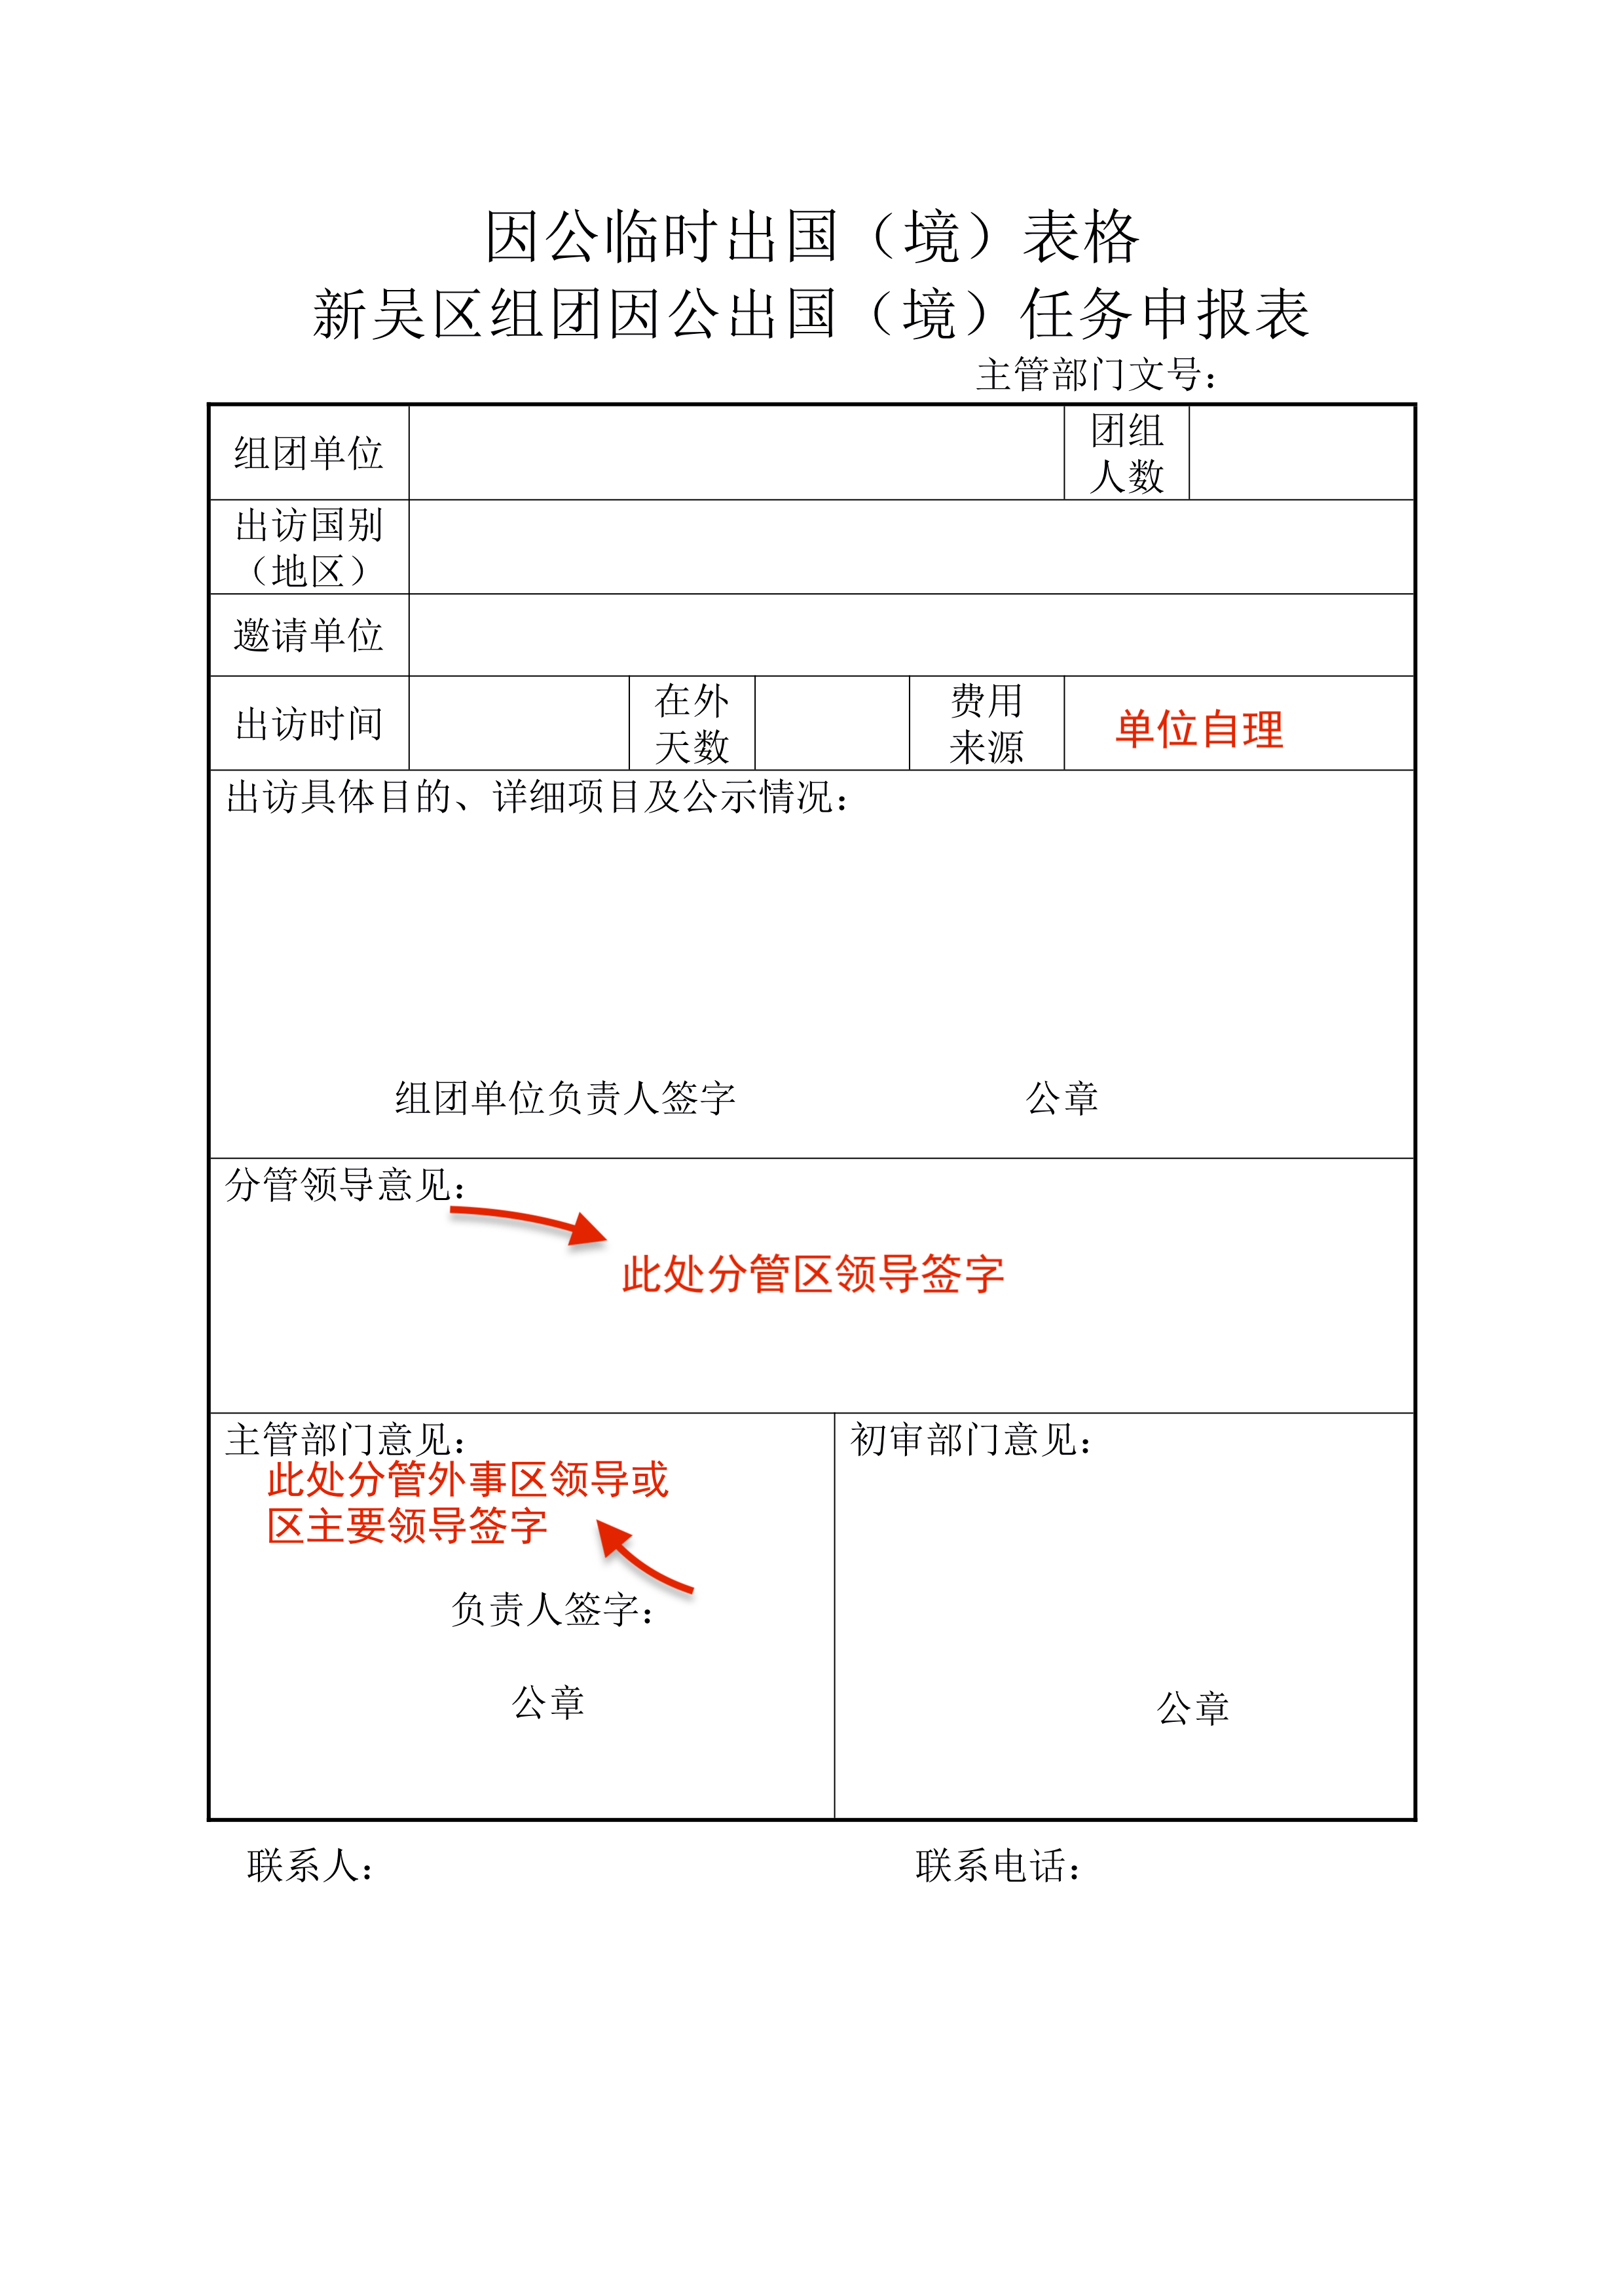 因公临时出国（境）表格
新吴区组团因公出国（境）任务申报表
主管部门文号：
组团单位
团组
人数
出访国别
（地区）
邀请单位
出访时间
在外
天数
费用
来源
单位自理
出访具体目的、详细项目及公示情况：
组团单位负责人签字 公章
分管领导意见：
此处分管区领导签字
主管部门意见：
此处分管外事区领导或
区主要领导签字
负责人签字：
公章
初审部门意见：
公章
联系人： 联系电话：